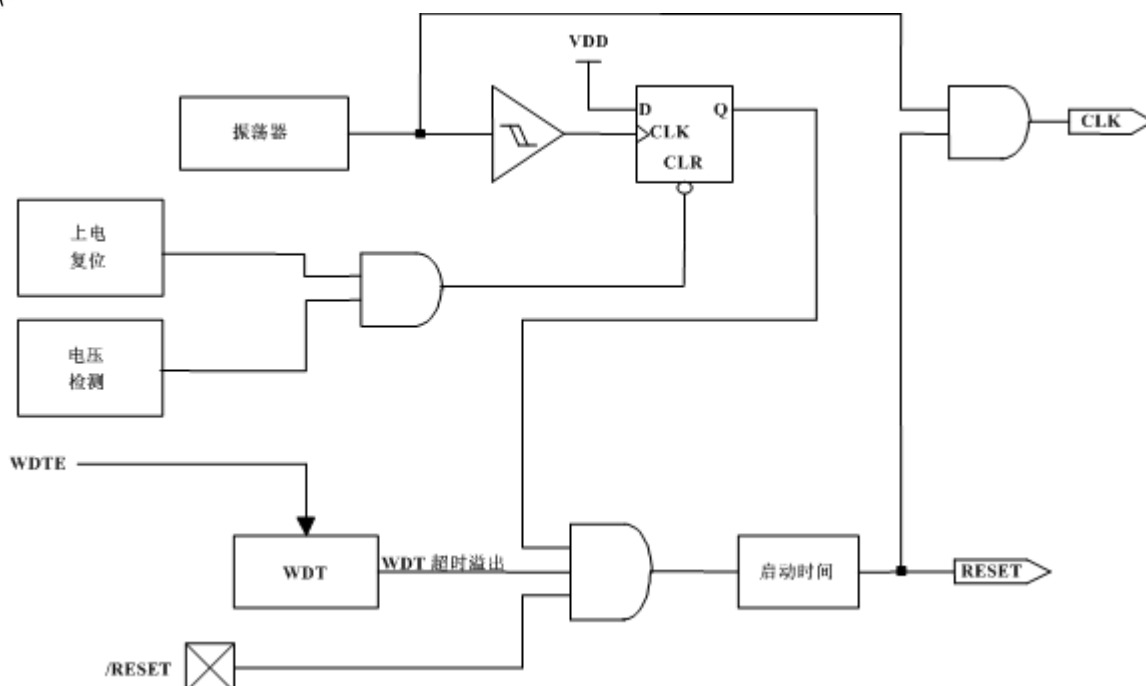 VDD
振荡器
D
Q
CLK
CLR
CLK
上电
复位
电压
检测
WDTE
WDT
WDT 超时溢出
启动时间
RESET
/RESET